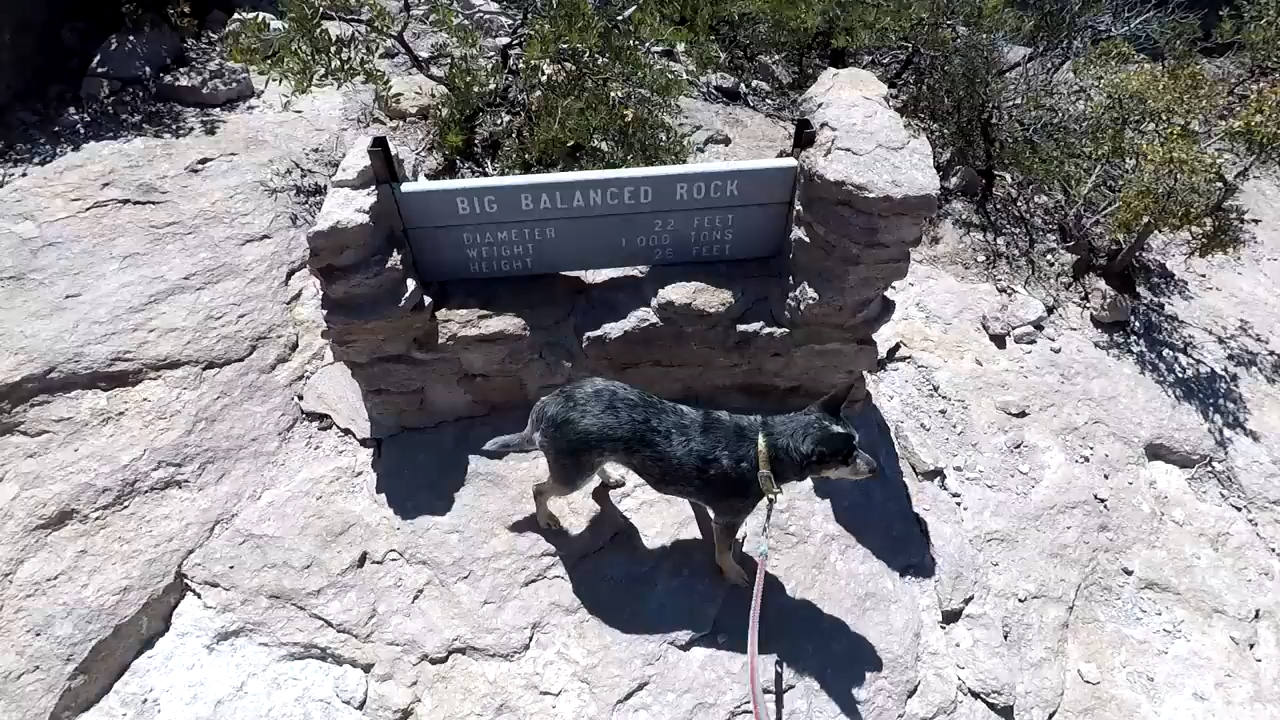 BIG BALANCED ROCK
DIAMETER 22 FEET
WEIGHT 1 000 TONS
HEIGHT 25 FEET